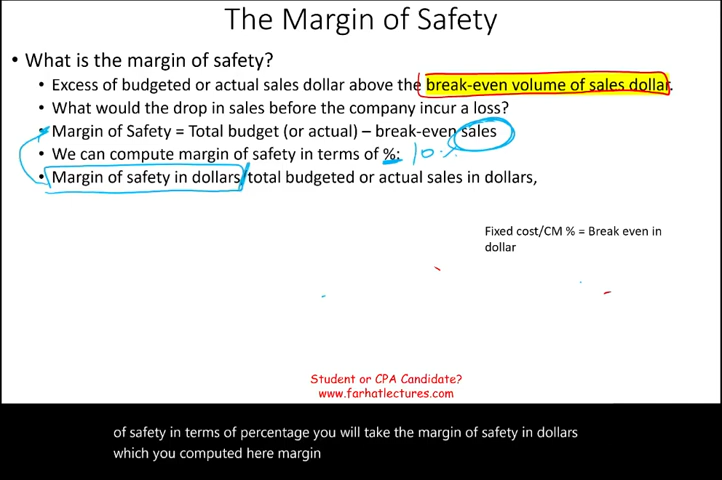 The Margin of Safety
• What is the margin of safety?
• Excess of budgeted or actual sales dollar above the break-even volume of sales dollar.
• What would the drop in sales before the company incur a loss?
• Margin of Safety = Total budget (or actual) – break-even sales
• We can compute margin of safety in terms of %: 10%
• Margin of safety in dollars/total budgeted or actual sales in dollars,
Fixed cost/CM % = Break even in
dollar
Student or CPA Candidate?
www.farhatlectures.com
of safety in terms of percentage you will take the margin of safety in dollars
which you computed here margin